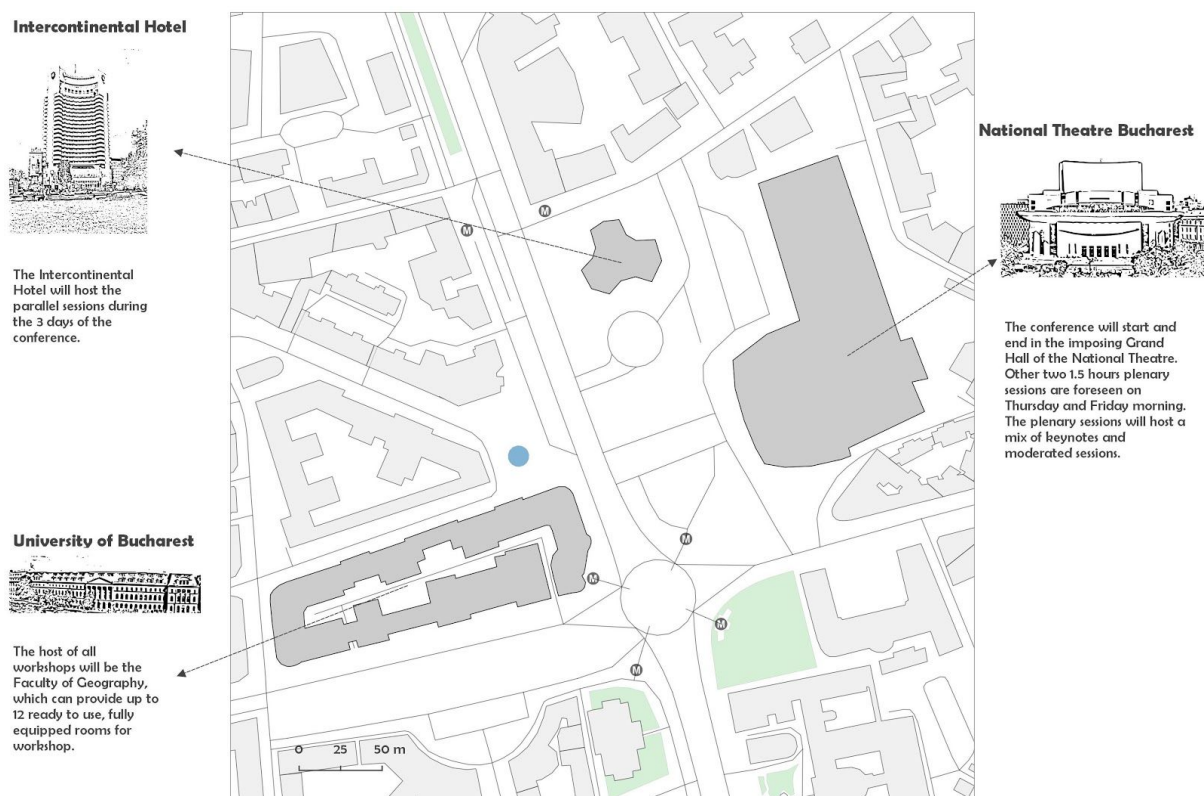 Intercontinental Hotel
The Intercontinental
Hotel will host the
parallel sessions during
the 3 days of the
conference.
National Theatre Bucharest
The conference will start and
end in the imposing Grand
Hall of the National Theatre.
Other two 1.5 hours plenary
sessions are foreseen on
Thursday and Friday morning.
The plenary sessions will host a
mix of keynotes and
moderated sessions.
University of Bucharest
The host of all
workshops will be the
Faculty of Geography,
which can provide up to
12 ready to use, fully
equipped rooms for
workshop.
M
M
M
M
M
M
0 25 50 m